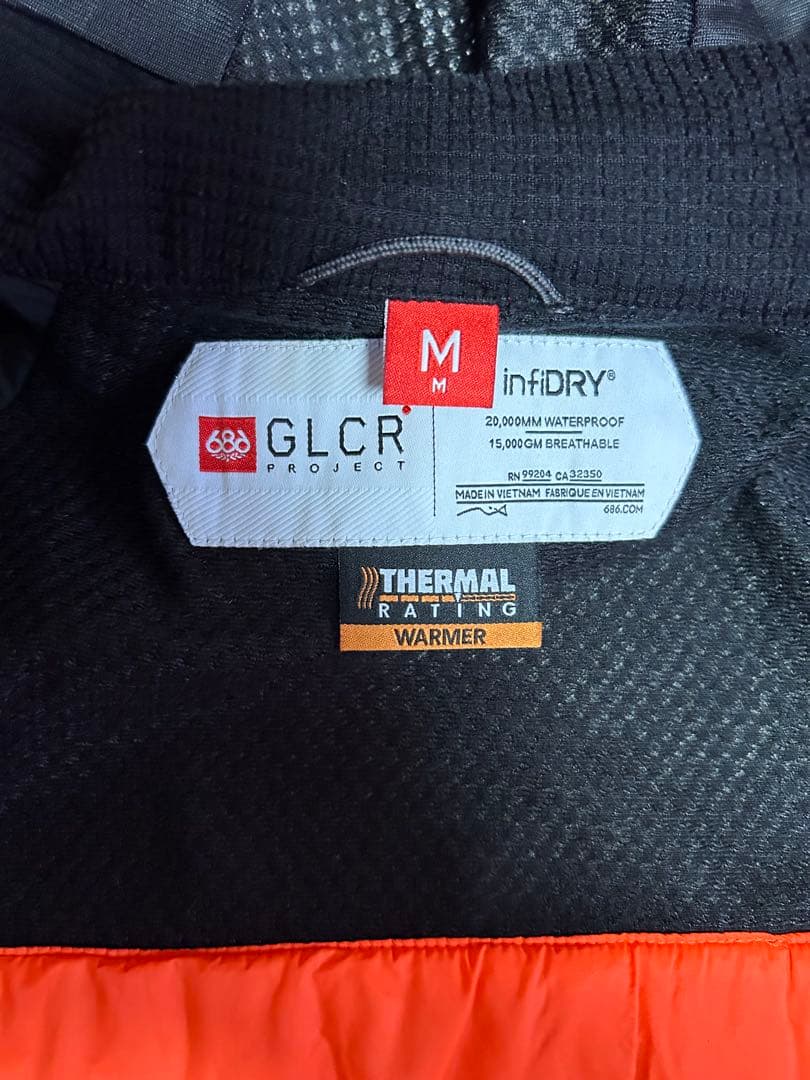 M
M
686
GLCR
PROJECT
infiDRY®
20,000MM WATERPROOF
15,000GM BREATHABLE
RN 99204 CA 32350
MADE IN VIETNAM FABRIQUE EN VIETNAM
686.COM
THERMAL
RATING
WARMER